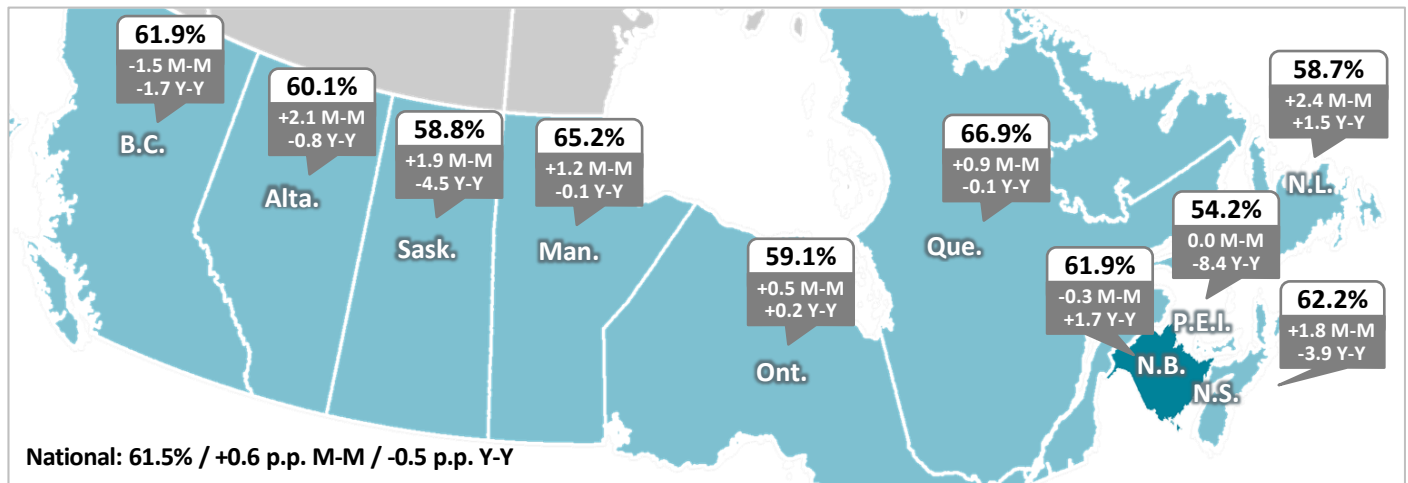 61.9%
-1.5 M-M
-1.7 Y-Y
B.C.
60.1%
+2.1 M-M
-0.8 Y-Y
Alta.
58.8%
+1.9 M-M
-4.5 Y-Y
Sask.
65.2%
+1.2 M-M
-0.1 Y-Y
Man.
59.1%
+0.5 M-M
+0.2 Y-Y
Ont.
66.9%
+0.9 M-M
-0.1 Y-Y
Que.
58.7%
+2.4 M-M
+1.5 Y-Y
N.L.
54.2%
0.0 M-M
-8.4 Y-Y
P.E.I.
61.9%
-0.3 M-M
+1.7 Y-Y
N.B.
62.2%
+1.8 M-M
-3.9 Y-Y
N.S.
National: 61.5% / +0.6 p.p. M-M / -0.5 p.p. Y-Y